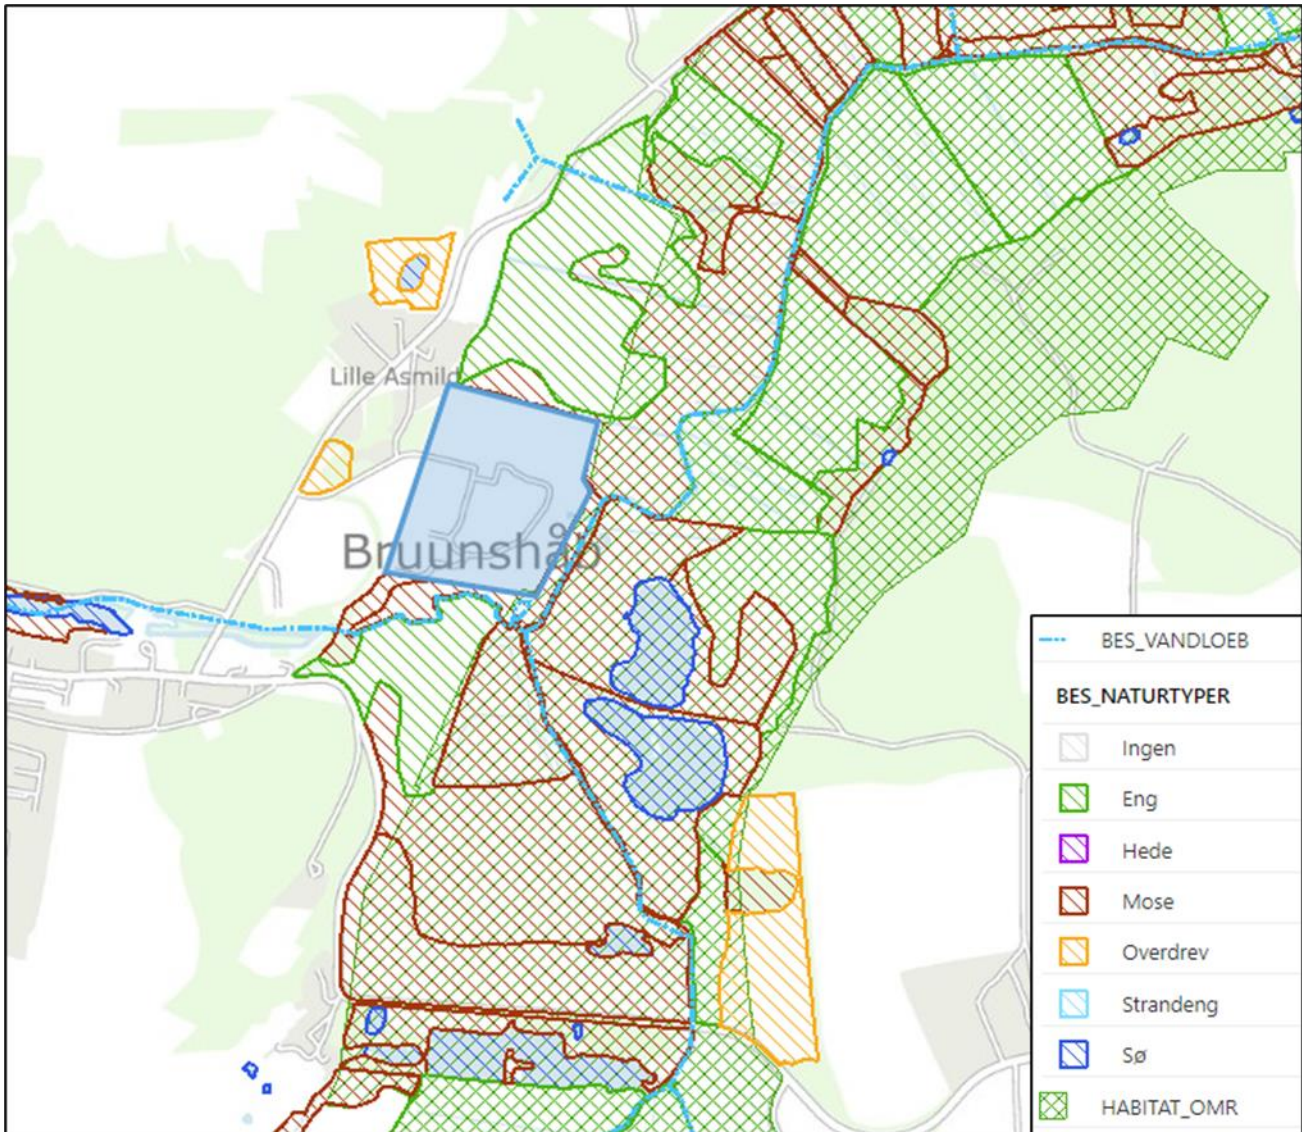 Lille Asmild
Bruunshåb
BES_VANDLOEB
BES_NATURTYPER
Ingen
Eng
Hede
Mose
Overdrev
Strandeng
Sø
HABITAT_OMR